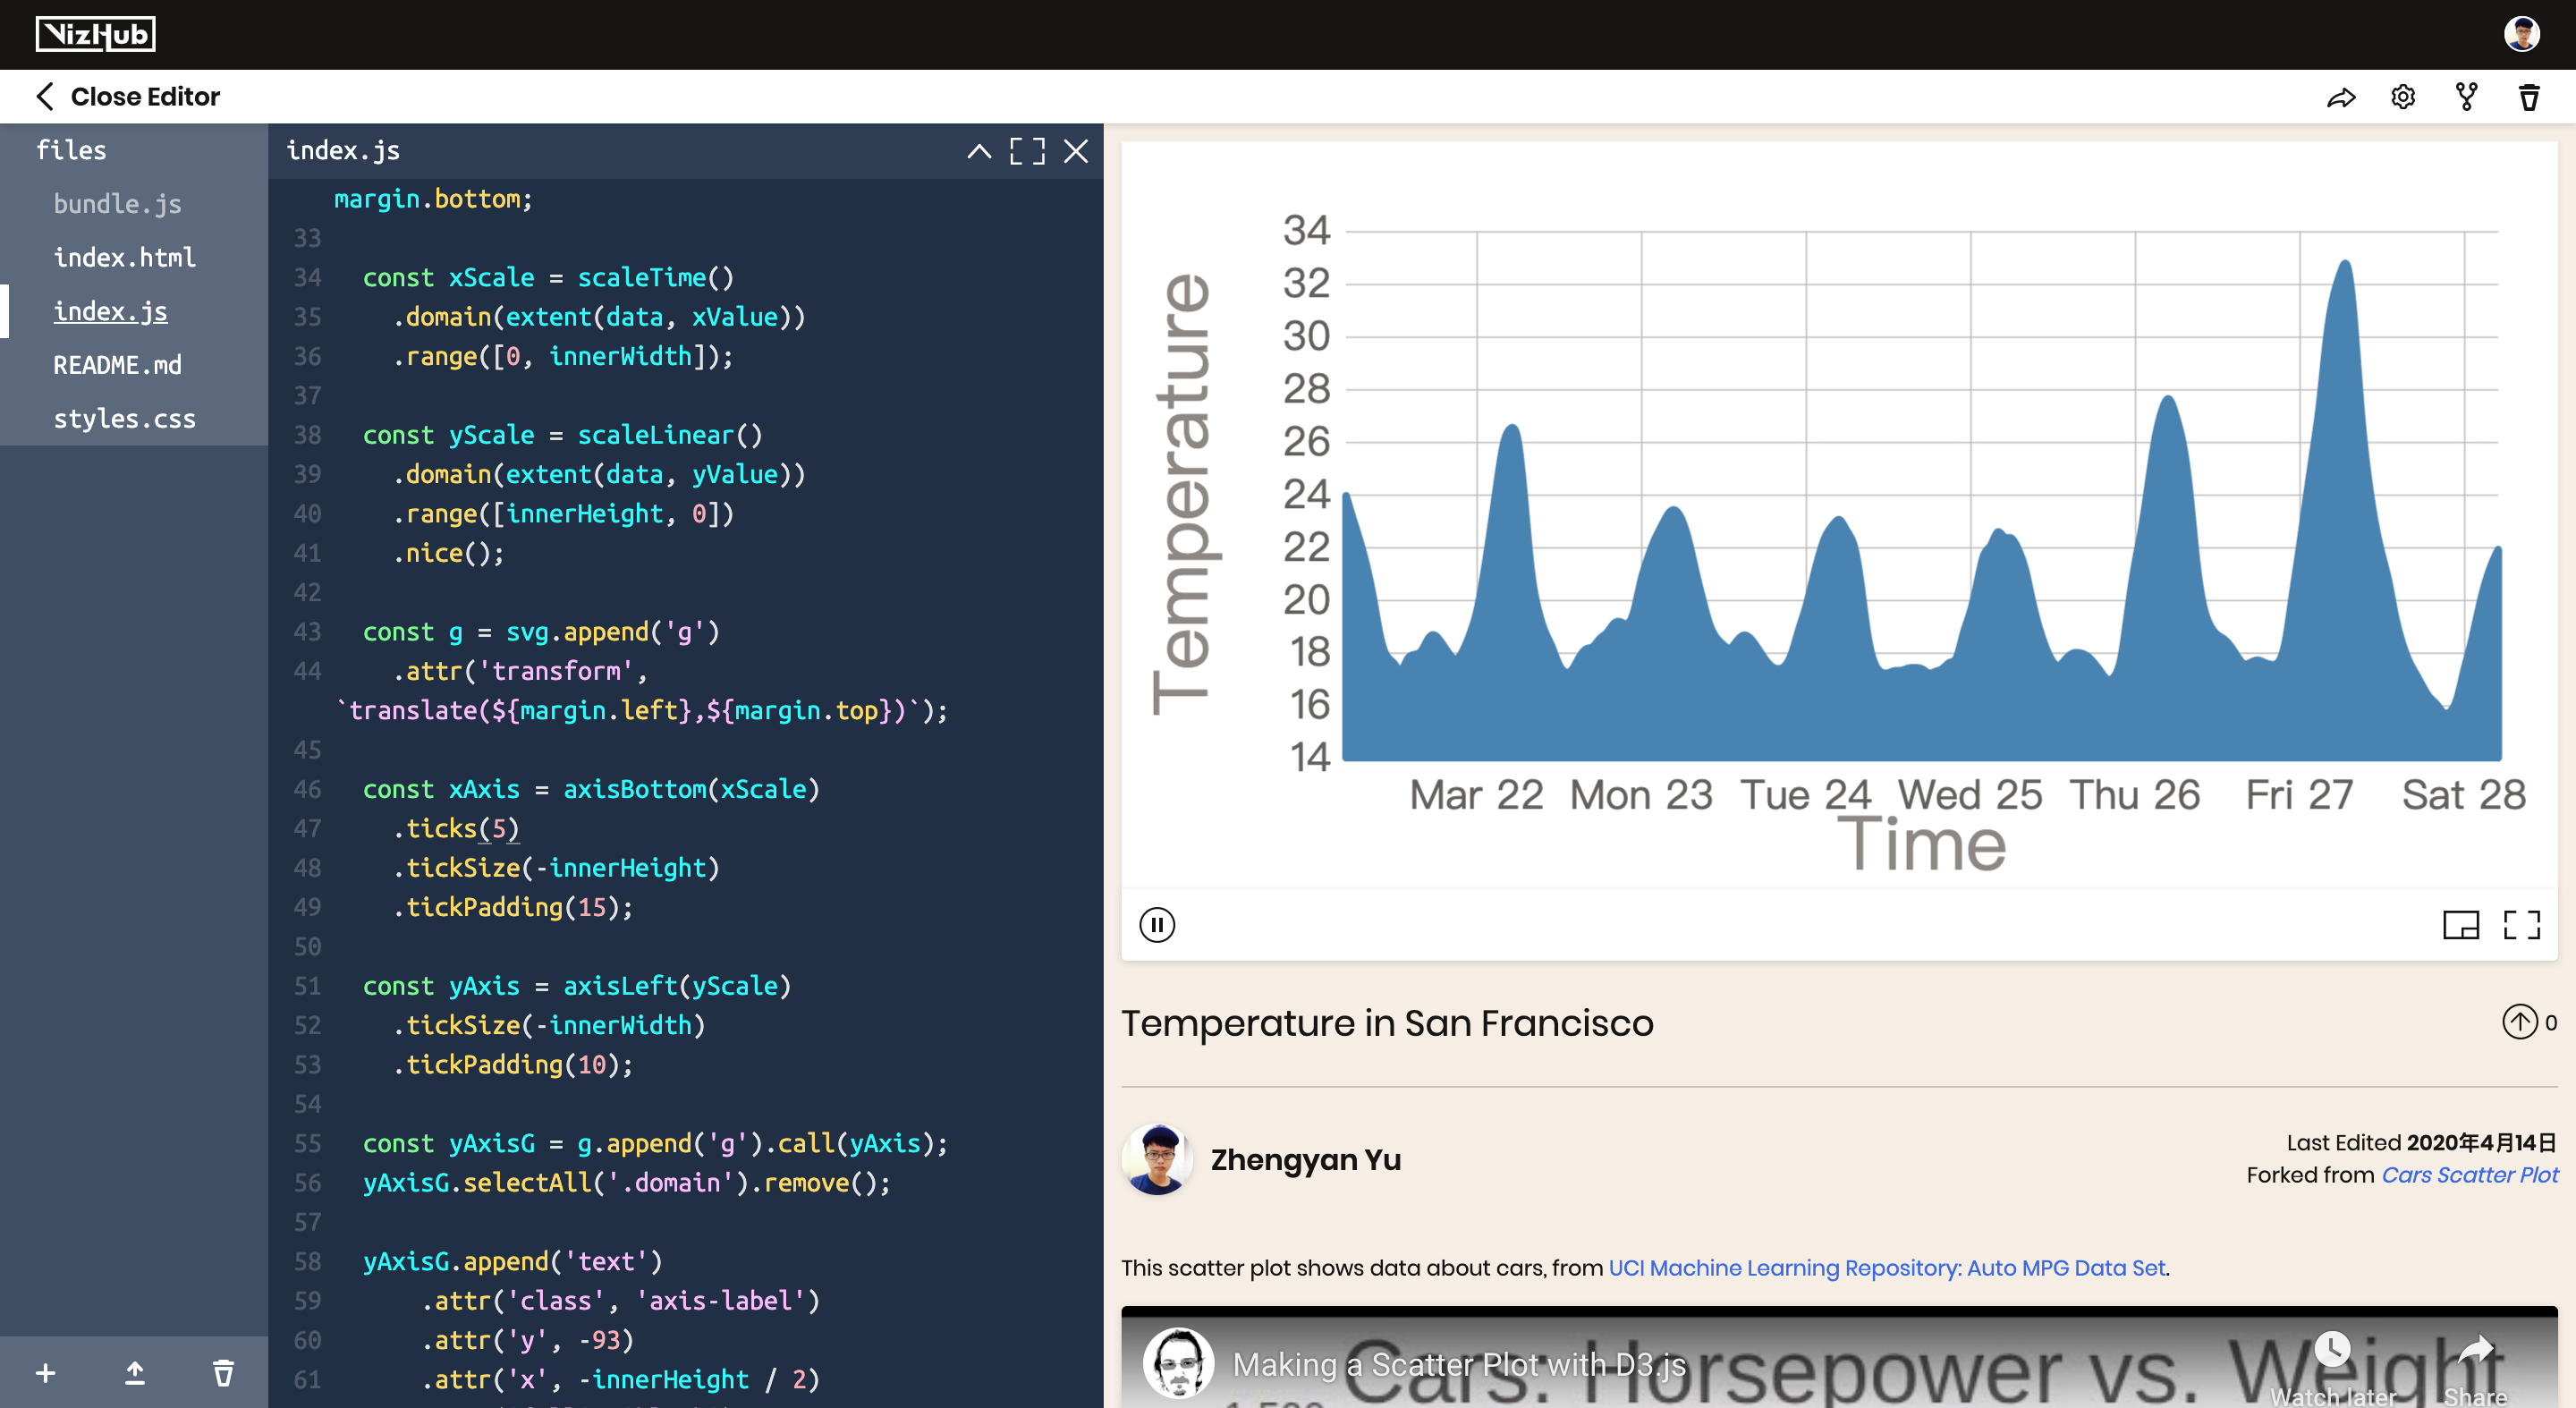 VizHub
Close Editor
files
bundle.js
index.html
index.js
README.md
styles.css
index.js
margin.bottom;
33
34 const xScale = scaleTime()
35 .domain(extent(data, xValue))
36 .range([0, innerWidth]);
37
38 const yScale = scaleLinear()
39 .domain(extent(data, yValue))
40 .range([innerHeight, 0])
41 .nice();
42
43 const g = svg.append('g')
44 .attr('transform',
`translate(${margin.left},${margin.top})`);
45
46 const xAxis = axisBottom(xScale)
47 .ticks(5)
48 .tickSize(-innerHeight)
49 .tickPadding(15);
50
51 const yAxis = axisLeft(yScale)
52 .tickSize(-innerWidth)
53 .tickPadding(10);
54
55 const yAxisG = g.append('g').call(yAxis);
56 yAxisG.selectAll('.domain').remove();
57
58 yAxisG.append('text')
59 .attr('class', 'axis-label')
60 .attr('y', -93)
61 .attr('x', -innerHeight / 2)
Temperature
34
32
30
28
26
24
22
20
18
16
14
Mar 22 Mon 23 Tue 24 Wed 25 Thu 26 Fri 27 Sat 28
Time
Temperature in San Francisco
0
Zhengyan Yu
Last Edited 2020年4月14日
Forked from Cars Scatter Plot
This scatter plot shows data about cars, from UCI Machine Learning Repository: Auto MPG Data Set.
Making a Scatter Plot with D3.js
Cars: Horsepower vs. Weight
Watch later
Share